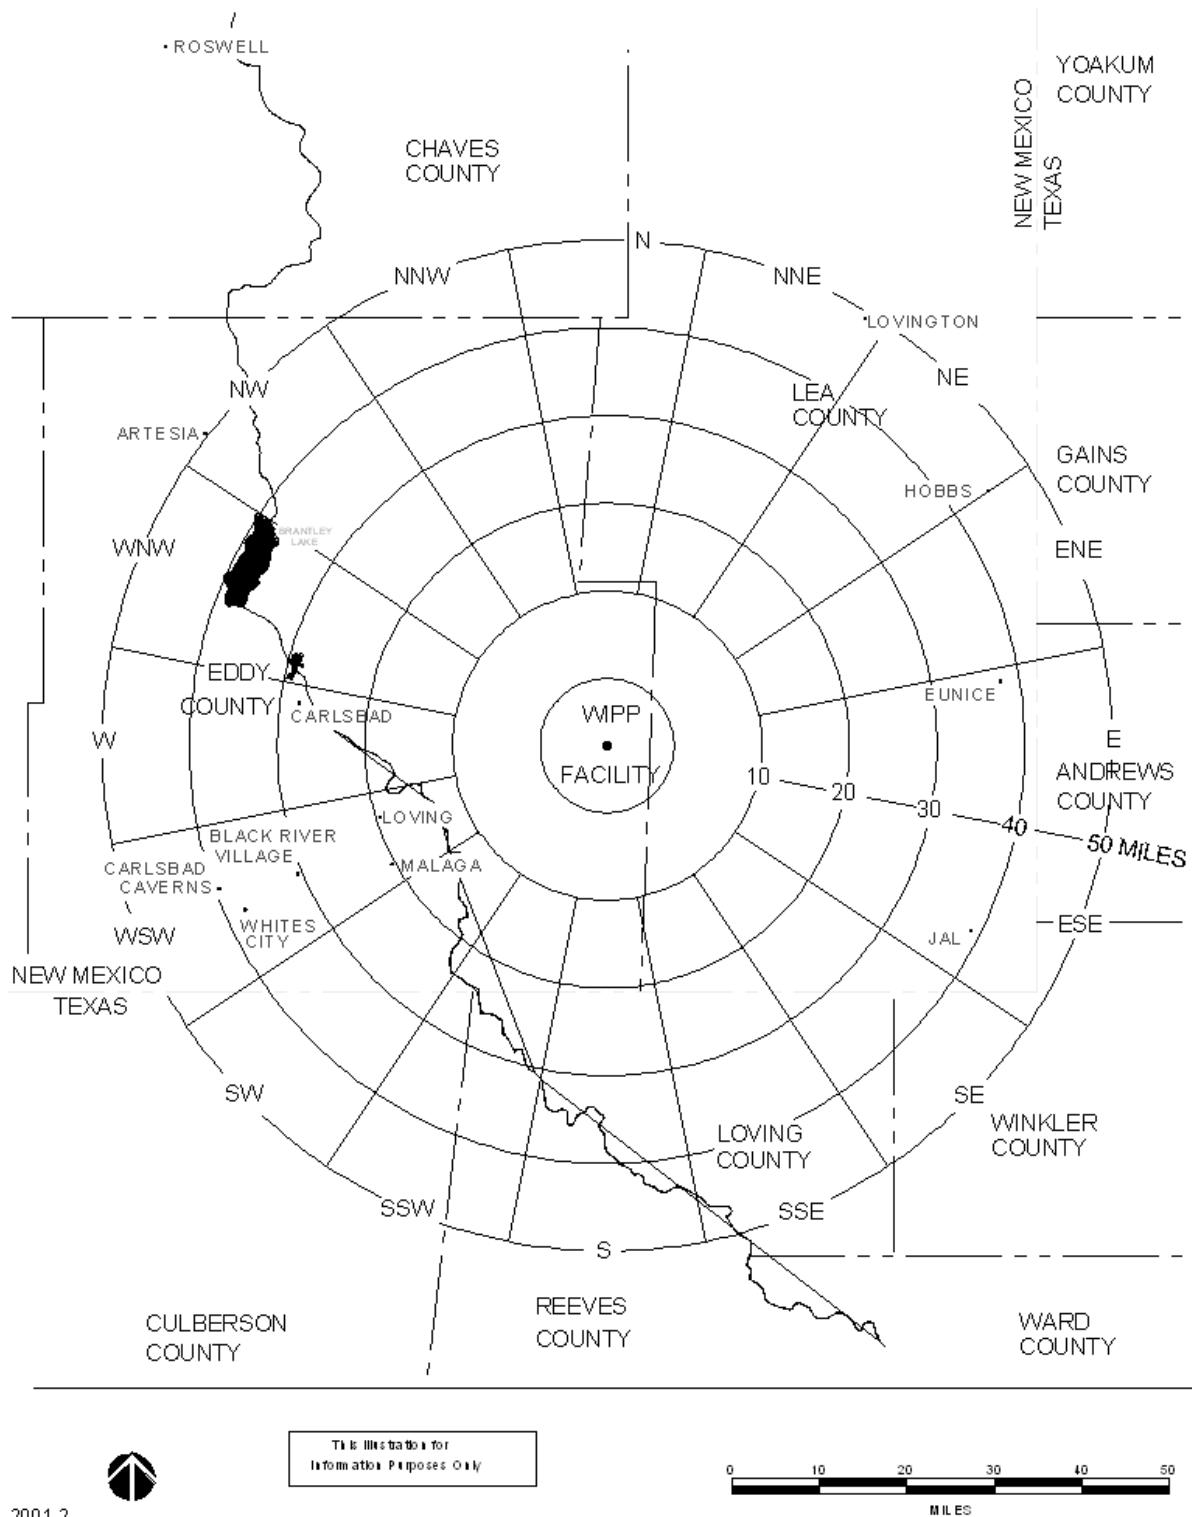 ROSWELL
YOAKUM
COUNTY
NEW MEXICO
TEXAS
CHAVES
COUNTY
N
NNW
NNE
LOVINGTON
NW
NE
LEA
COUNTY
ARTESIA
GAINS
COUNTY
HOBBS
BRANTLEY
LAKE
WNW
ENE
EDDY
COUNTY
EUNICE
CARLSBAD
WIPP
FACILITY
W
E
ANDREWS
COUNTY
10
20
30
40
50 MILES
LOVING
BLACK RIVER
VILLAGE
MALAGA
CARLSBAD
CAVERNS
WHITES
CITY
WSW
ESE
JAL
NEW MEXICO
TEXAS
SW
SE
WINKLER
COUNTY
LOVING
COUNTY
SSW
SSE
S
CULBERSON
COUNTY
REEVES
COUNTY
WARD
COUNTY
This Illustration for
Information Purposes Only
0 10 20 30 40 50
MILES
2001-2